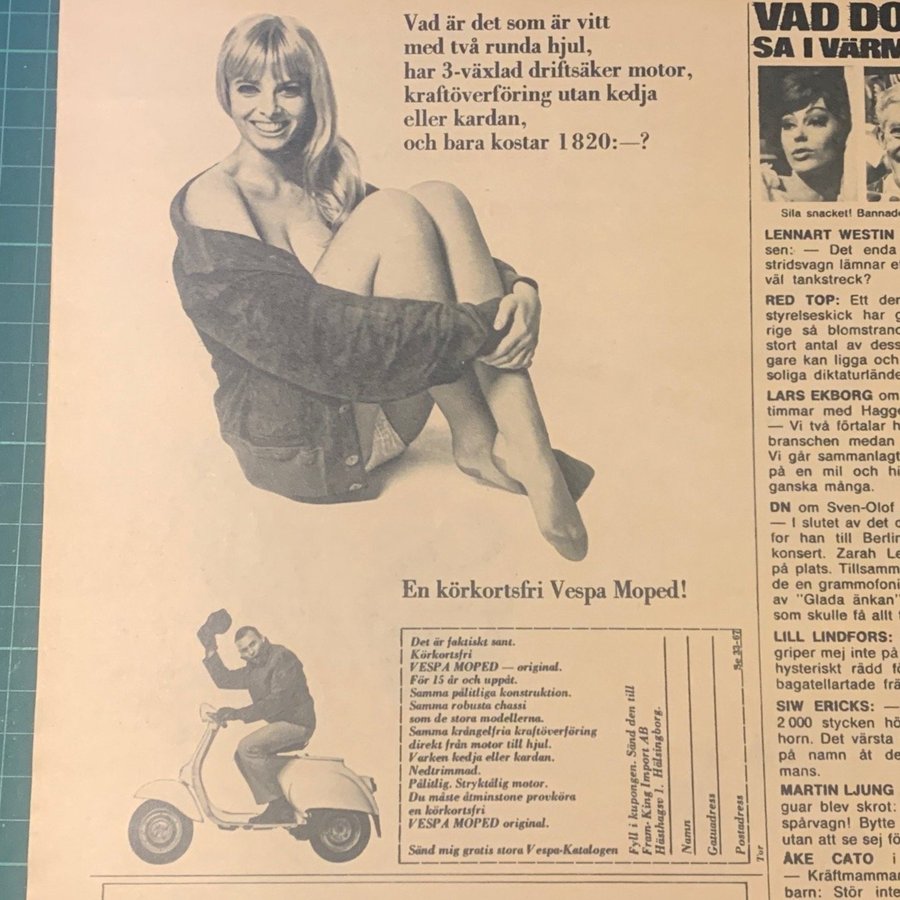 Vad är det som är vitt
med två runda hjul,
har 3-växlad driftsäker motor,
kraftöverföring utan kedja
eller kardan,
och bara kostar 1820:—?
En körkortsfri Vespa Moped!
Det är faktiskt sant.
Körkortsfri
VESPA MOPED — original.
För 15 år och uppåt.
Samma pålitliga konstruktion.
Samma robusta chassi
som de stora modellerna.
Samma krångelfria kraftöverföring
direkt från motor till hjul.
Varken kedja eller kardan.
Nedtrimmad.
Pålitlig. Stryktålig motor.
Du måste åtminstone provköra
en körkortsfri
VESPA MOPED original.
Sänd mig gratis stora Vespa-Katalogen
Fyll i kupongen. Sänd den till
Fram-King Import AB
Hästhagsv 1. Hälsingborg.
Namn
Gatuadress
Postadress
Se 33-67
Tur
VAD DO
SA I VÄRM
Sila snacket! Bannade
LENNART WESTIN
sen: — Det enda
stridsvagn lämnar e
väl tankstreck?
RED TOP: Ett der
styrelseskick har g
rige så blomstrand
stort antal av dess
gare kan ligga och
soliga diktaturlände
LARS EKBORG om
timmar med Hagge
— Vi två förtalar h
branschen medan
Vi går sammanlagt
på en mil och hi
ganska många.
DN om Sven-Olof
— I slutet av det
for han till Berlin
konsert. Zarah Le
på plats. Tillsamm
de en grammofoni
av "Glada änkan"
som skulle få allt
LILL LINDFORS:
griper mej inte på
hysteriskt rädd fö
bagatellartade frä
SIW ERICKS: —
2 000 stycken hö
horn. Det värsta
på namn åt de
mans.
MARTIN LJUNG
guar blev skrot:
spårvagn! Bytte
utan att se sej fö
ÅKE CATO i
— Kräftmamman
barn: Stör inte